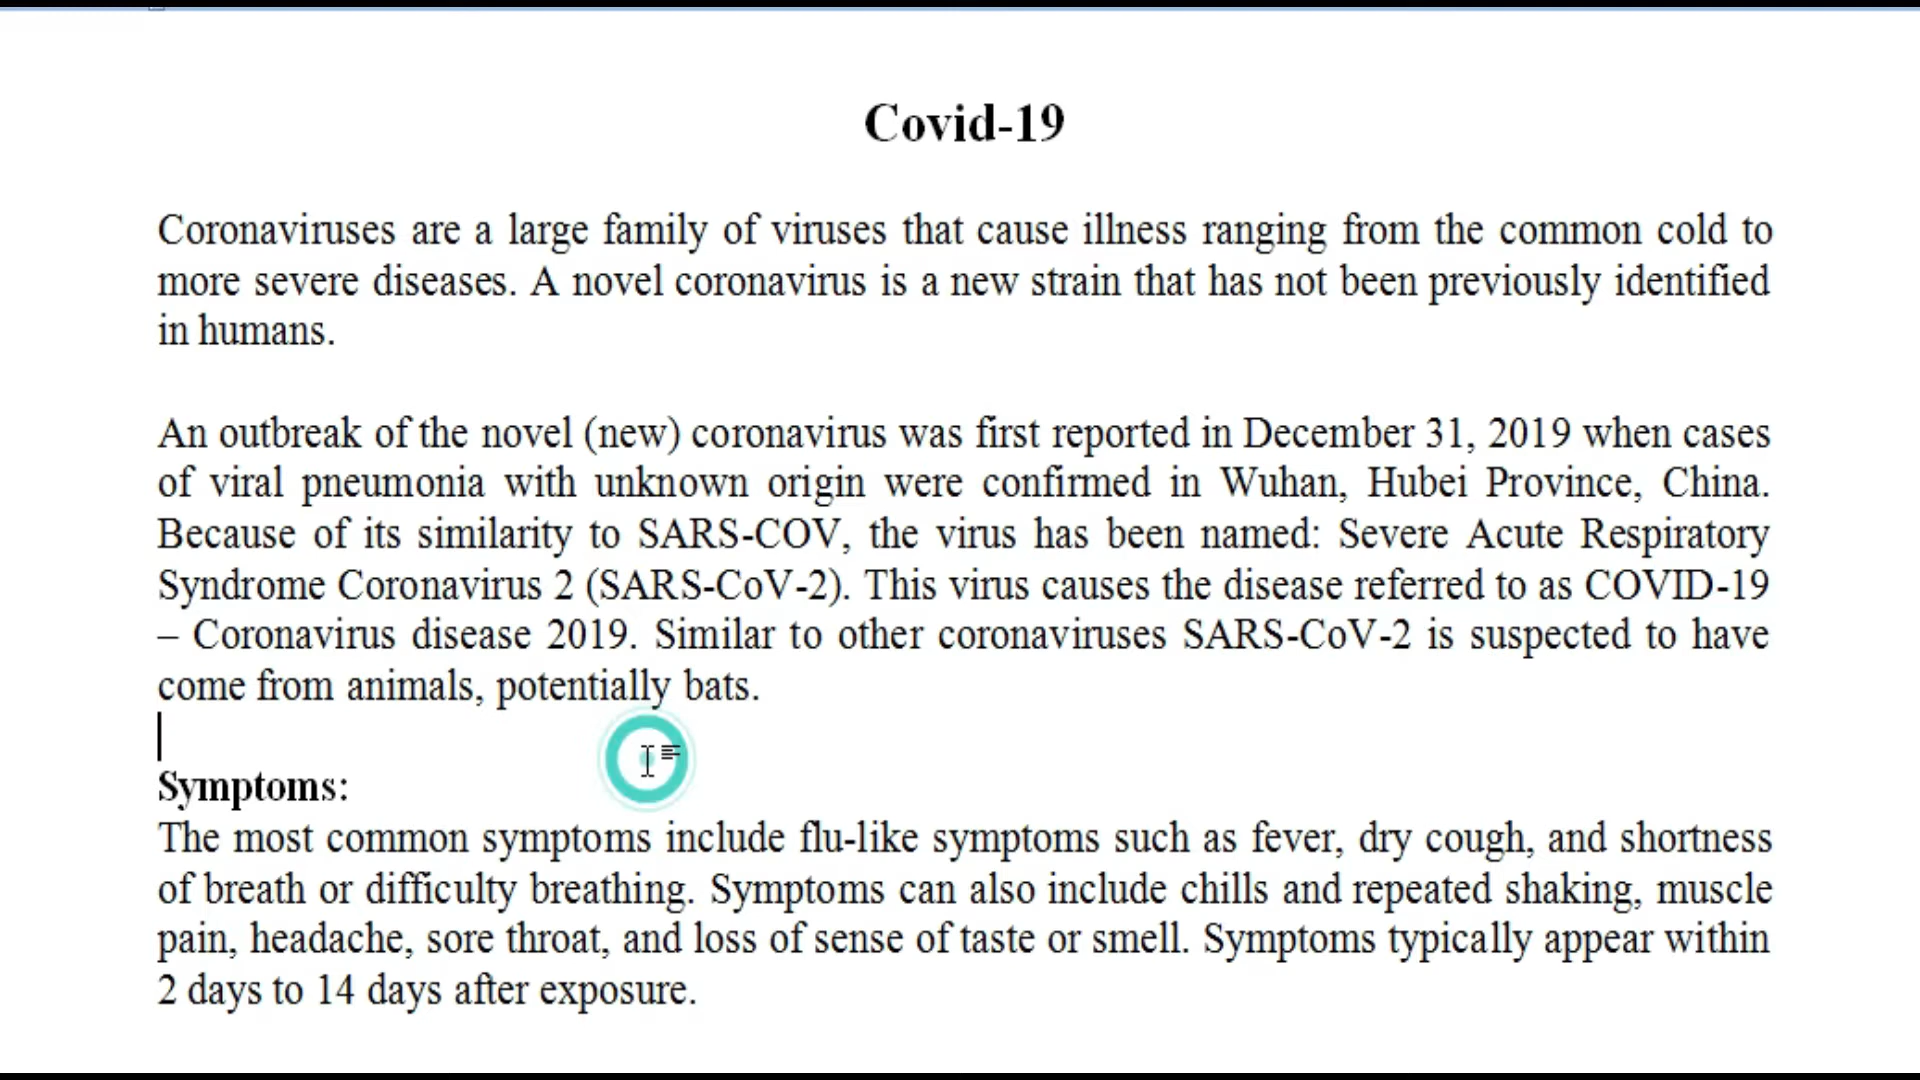 Covid-19
Coronaviruses are a large family of viruses that cause illness ranging from the common cold to
more severe diseases. A novel coronavirus is a new strain that has not been previously identified
in humans.
An outbreak of the novel (new) coronavirus was first reported in December 31, 2019 when cases
of viral pneumonia with unknown origin were confirmed in Wuhan, Hubei Province, China.
Because of its similarity to SARS-COV, the virus has been named: Severe Acute Respiratory
Syndrome Coronavirus 2 (SARS-CoV-2). This virus causes the disease referred to as COVID-19
– Coronavirus disease 2019. Similar to other coronaviruses SARS-CoV-2 is suspected to have
come from animals, potentially bats.
Symptoms:
The most common symptoms include flu-like symptoms such as fever, dry cough, and shortness
of breath or difficulty breathing. Symptoms can also include chills and repeated shaking, muscle
pain, headache, sore throat, and loss of sense of taste or smell. Symptoms typically appear within
2 days to 14 days after exposure.